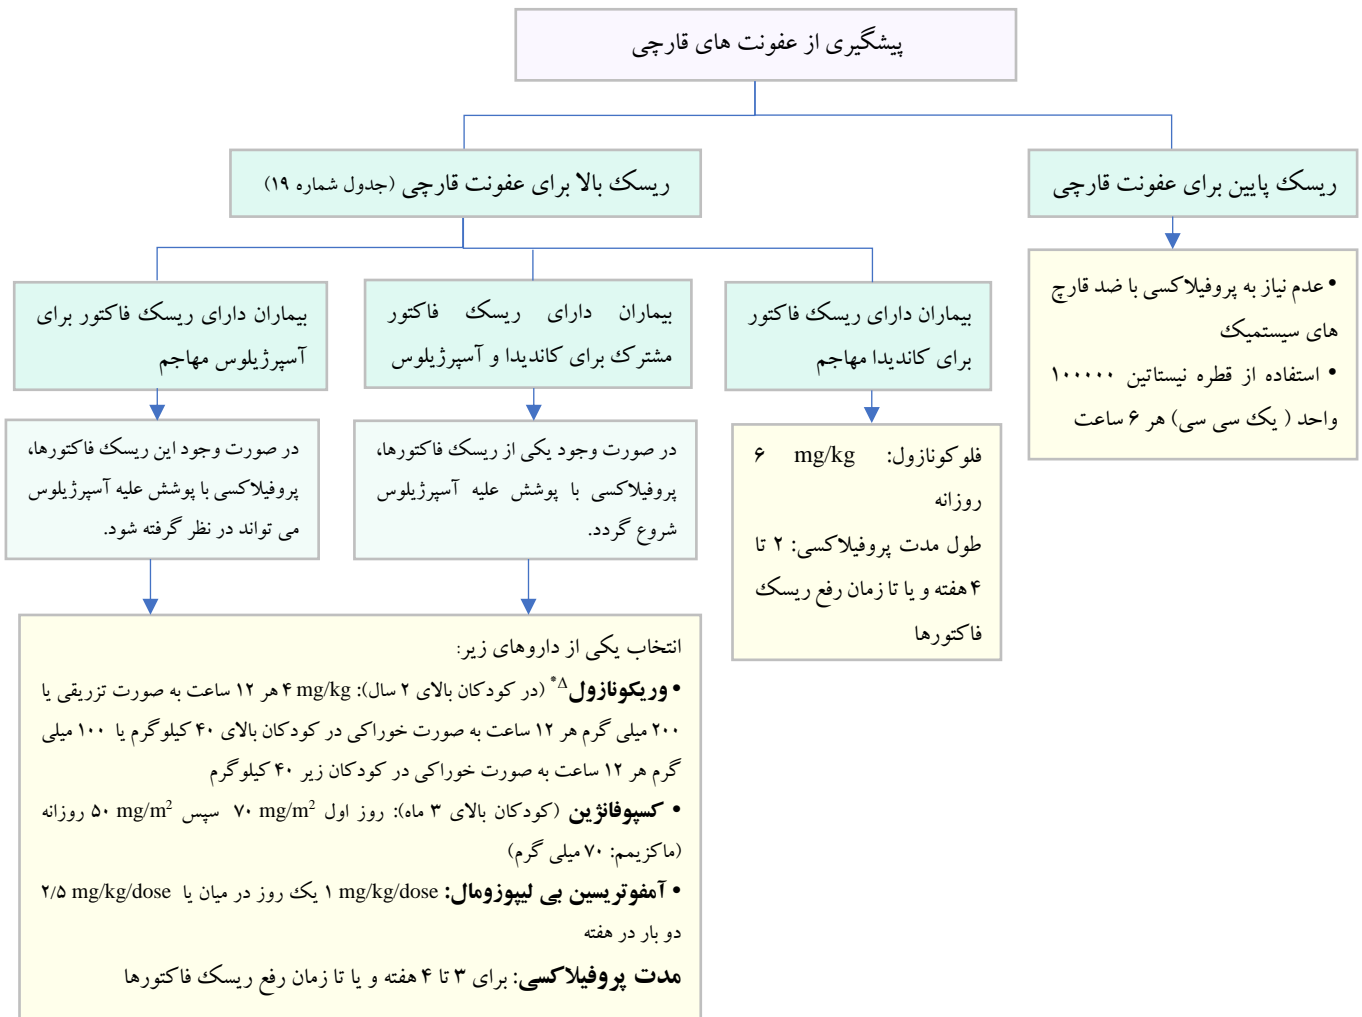 پیشگیری از عفونت های قارچی
ریسک پایین برای عفونت قارچی
ریسک بالا برای عفونت قارچی (جدول شماره ۱۹)
• عدم نیاز به پروفیلاکسی با ضد قارچ
های سیستمیک
• استفاده از قطره نیستاتین ۱۰۰۰۰۰
واحد ( یک سی سی) هر ۶ ساعت
بیماران دارای ریسک فاکتور
برای کاندیدا مهاجم
بیماران دارای ریسک فاکتور
مشترک برای کاندیدا و آسپرژیلوس
بیماران دارای ریسک فاکتور برای
آسپرژیلوس مهاجم
فلوکونازول: ۶ mg/kg
روزانه
طول مدت پروفیلاکسی: ۲ تا
۴ هفته و یا تا زمان رفع ریسک
فاکتورها
در صورت وجود یکی از ریسک فاکتورها،
پروفیلاکسی با پوشش علیه آسپرژیلوس
شروع گردد.
در صورت وجود این ریسک فاکتورها،
پروفیلاکسی با پوشش علیه آسپرژیلوس
می تواند در نظر گرفته شود.
انتخاب یکی از داروهای زیر:
• وریکونازول*Δ (در کودکان بالای ۲ سال): ۴ mg/kg هر ۱۲ ساعت به صورت تزریقی یا
۲۰۰ میلی گرم هر ۱۲ ساعت به صورت خوراکی در کودکان بالای ۴۰ کیلوگرم یا ۱۰۰ میلی
گرم هر ۱۲ ساعت به صورت خوراکی در کودکان زیر ۴۰ کیلوگرم
• کسپوفانژین (کودکان بالای ۳ ماه): روز اول ۷۰ mg/m² سپس ۵۰ mg/m² روزانه
(ماکزیمم: ۷۰ میلی گرم)
• آمفوتریسین بی لیپوزومال: ۱ mg/kg/dose یک روز در میان یا ۲/۵ mg/kg/dose
دو بار در هفته
مدت پروفیلاکسی: برای ۳ تا ۴ هفته و یا تا زمان رفع ریسک فاکتورها